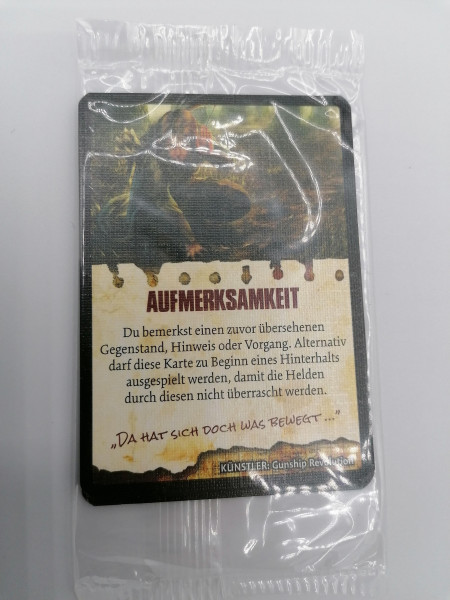 AUFMERKSAMKEIT
Du bemerkst einen zuvor übersehenen
Gegenstand, Hinweis oder Vorgang. Alternativ
darf diese Karte zu Beginn eines Hinterhalts
ausgespielt werden, damit die Helden
durch diesen nicht überrascht werden.
„Da hat sich doch was bewegt ...”
KÜNSTLER: Gunship Revolution